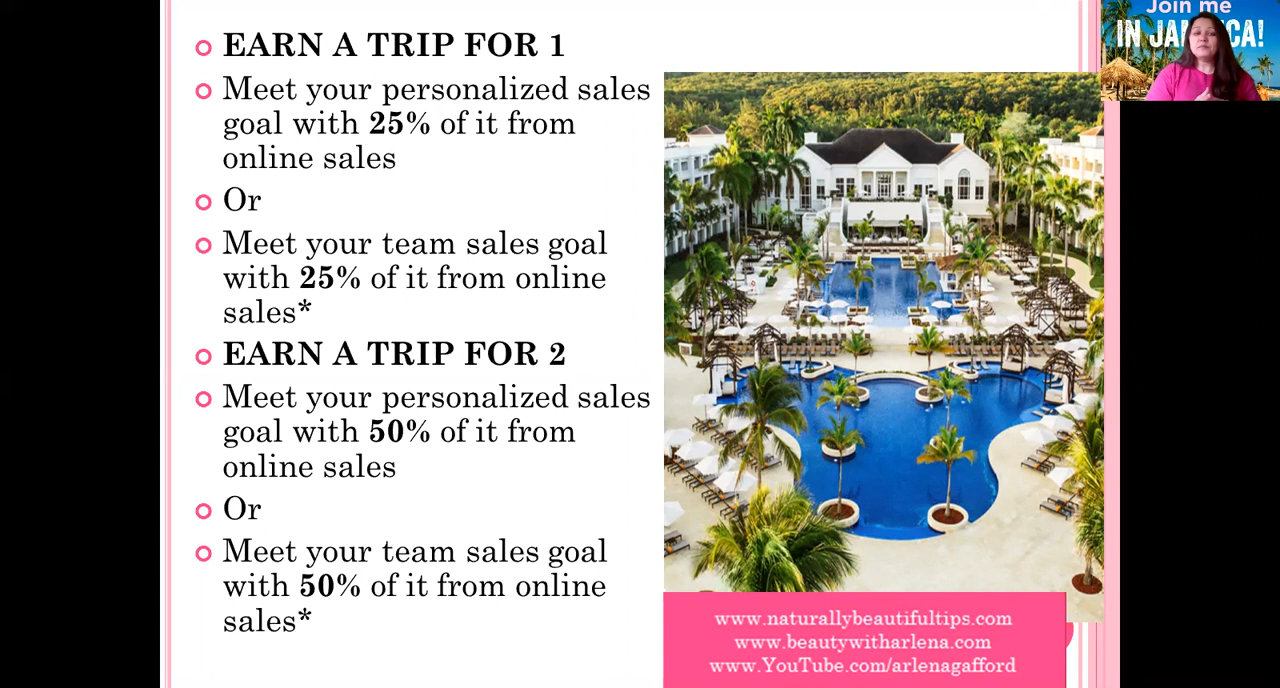 EARN A TRIP FOR 1
Meet your personalized sales
goal with 25% of it from
online sales
Or
Meet your team sales goal
with 25% of it from online
sales*
EARN A TRIP FOR 2
Meet your personalized sales
goal with 50% of it from
online sales
Or
Meet your team sales goal
with 50% of it from online
sales*
Join me
IN JA CA!
www.naturallybeautifultips.com
www.beautywitharlena.com
www.YouTube.com/arlenagafford